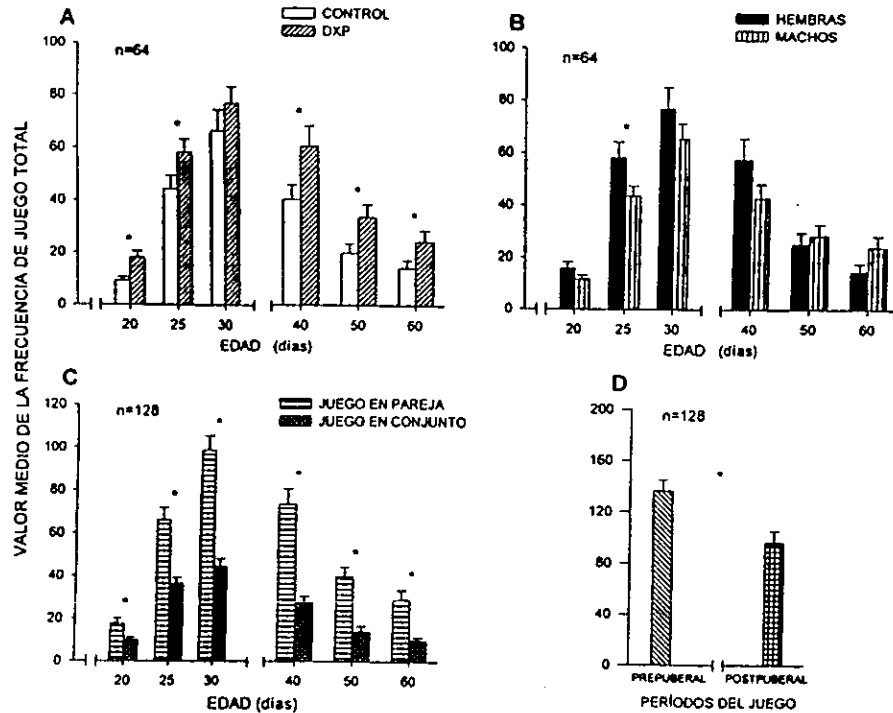 VALOR MEDIO DE LA FRECUENCIA DE JUEGO TOTAL
A
CONTROL
DXP
n=64
100
80
60
40
20
0
20 25 30 40 50 60
EDAD (días)
B
HEMBRAS
MACHOS
n=64
100
80
60
40
20
0
20 25 30 40 50 60
EDAD (días)
C
JUEGO EN PAREJA
JUEGO EN CONJUNTO
n=128
120
100
80
60
40
20
0
20 25 30 40 50 60
EDAD (días)
D
n=128
200
160
120
80
40
0
PREPUBERAL POSTPUBERAL
PERÍODOS DEL JUEGO